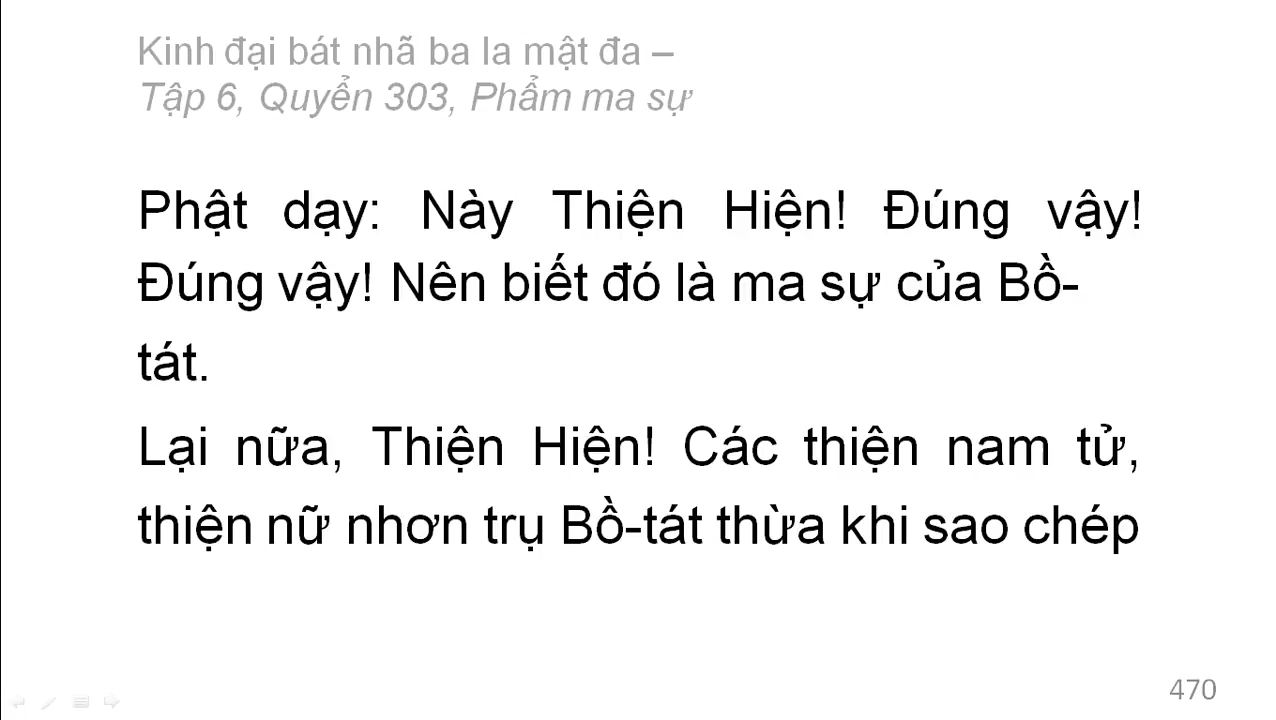 Kinh đại bát nhã ba la mật đa –
Tập 6, Quyển 303, Phẩm ma sự
Phật dạy: Này Thiện Hiện! Đúng vậy!
Đúng vậy! Nên biết đó là ma sự của Bồ-
tát.
Lại nữa, Thiện Hiện! Các thiện nam tử,
thiện nữ nhơn trụ Bồ-tát thừa khi sao chép
470